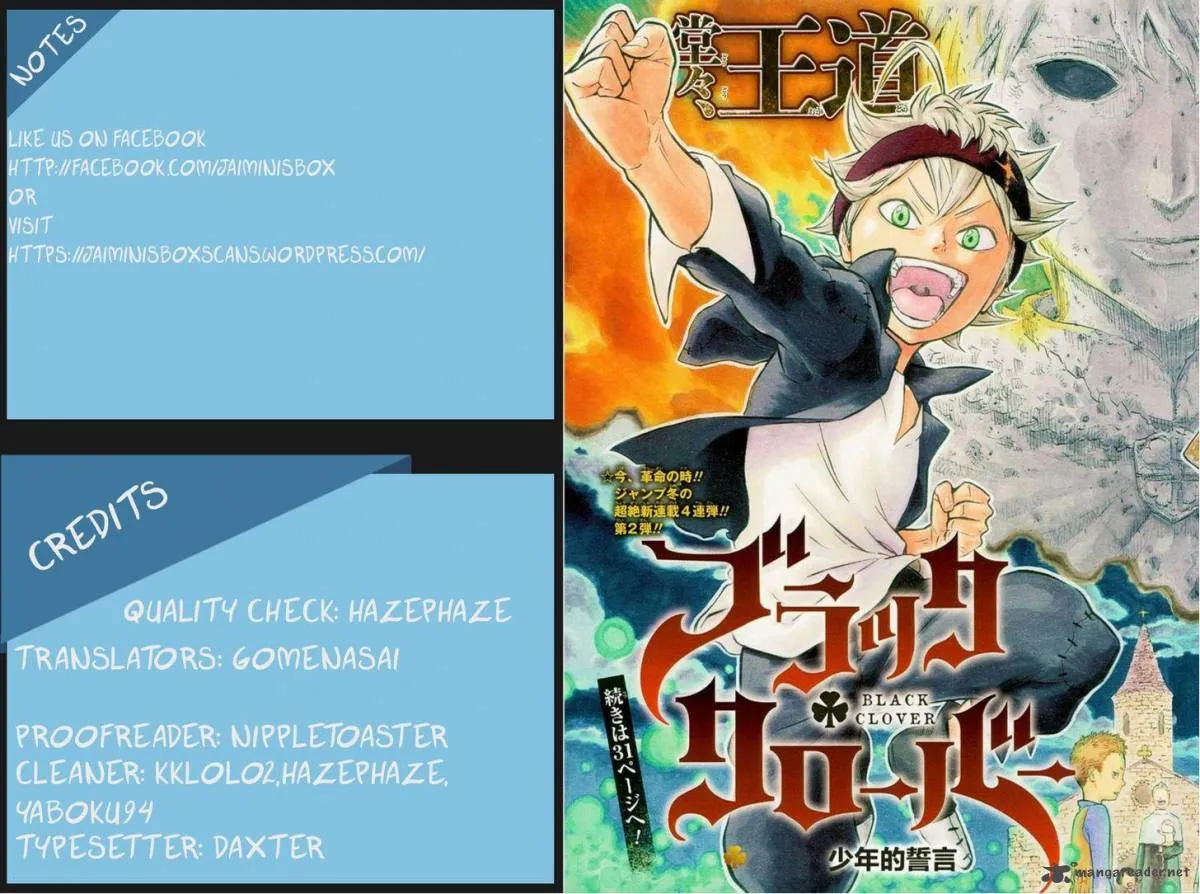 NOTES
LIKE US ON FACEBOOK
HTTP://FACEBOOK.COM/JAIMINISBOX
OR
VISIT
HTTPS://JAIMINISBOXSCANS.WORDPRESS.COM/
CREDITS
QUALITY CHECK: HAZEPHAZE
TRANSLATORS: GOMENASAI
PROOFREADER: NIPPLETOASTER
CLEANER: KKLOLO2,HAZEPHAZE,
YABOKU94
TYPESETTER: DAXTER
堂々、王道
☆今、革命の時!!
ジャンプ冬の
超絶新連載4連弾!!
第2弾!!
ブラック
クローバー
BLACK
CLOVER
続きは31ページへ!
少年的誓言
mangareader.net